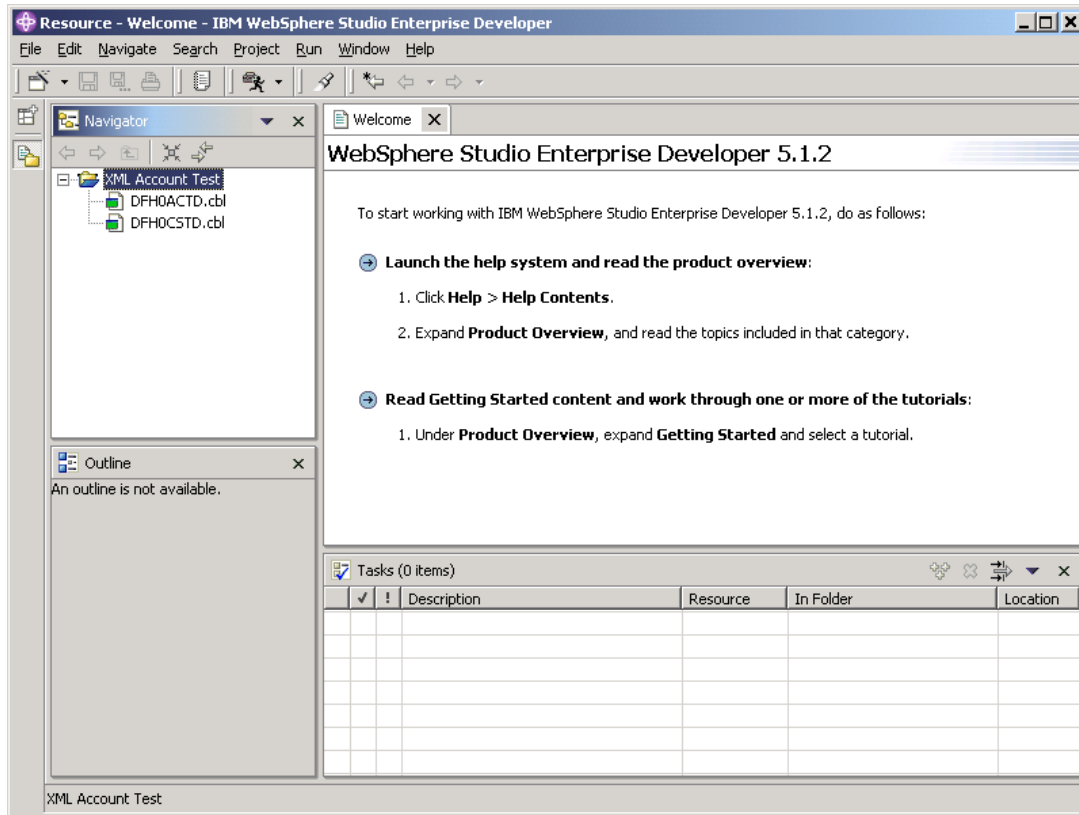 Resource - Welcome - IBM WebSphere Studio Enterprise Developer
File Edit Navigate Search Project Run Window Help
Navigator
XML Account Test
DFH0ACTD.cbl
DFH0CSTD.cbl
Outline
An outline is not available.
Welcome
WebSphere Studio Enterprise Developer 5.1.2
To start working with IBM WebSphere Studio Enterprise Developer 5.1.2, do as follows:
Launch the help system and read the product overview:
1. Click Help > Help Contents.
2. Expand Product Overview, and read the topics included in that category.
Read Getting Started content and work through one or more of the tutorials:
1. Under Product Overview, expand Getting Started and select a tutorial.
Tasks (0 items)
! Description Resource In Folder Location
XML Account Test